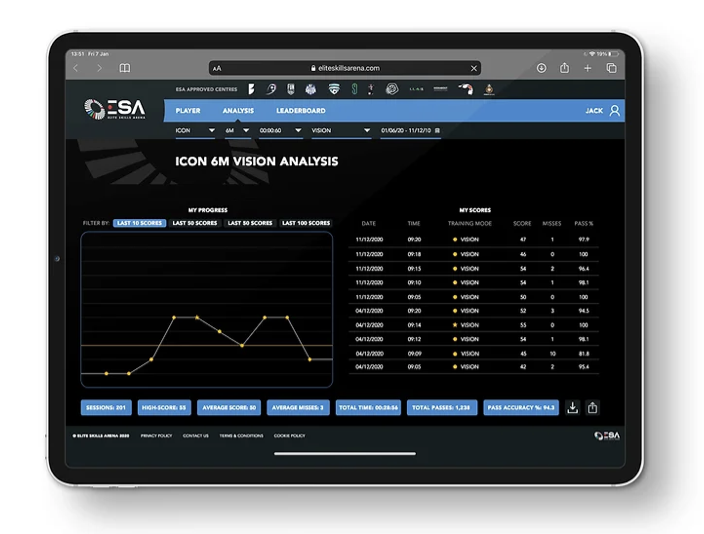 13:51 Fri 7 Jan
19%
AA
eliteskillsarena.com
ESA APPROVED CENTRES
ESA
ELITE SKILLS ARENA
PLAYER ANALYSIS LEADERBOARD JACK
ICON 6M 00:00:60 VISION 01/06/20 - 11/12/10
ICON 6M VISION ANALYSIS
MY PROGRESS
FILTER BY: LAST 10 SCORES LAST 50 SCORES LAST 50 SCORES LAST 100 SCORES
MY SCORES
DATE TIME TRAINING MODE SCORE MISSES PASS %
11/12/2020 09:20 VISION 47 1 97.9
11/12/2020 09:18 VISION 46 0 100
11/12/2020 09:15 VISION 54 2 96.4
11/12/2020 09:10 VISION 54 1 98.1
11/12/2020 09:05 VISION 50 0 100
04/12/2020 09:20 VISION 52 3 94.5
04/12/2020 09:14 VISION 55 0 100
04/12/2020 09:12 VISION 54 1 98.1
04/12/2020 09:09 VISION 45 10 81.8
04/12/2020 09:05 VISION 42 2 95.4
SESSIONS: 201 HIGH-SCORE: 55 AVERAGE SCORE: 50 AVERAGE MISSES: 2 TOTAL TIME: 00:28:56 TOTAL PASSES: 1,238 PASS ACCURACY %: 94.3
© ELITE SKILLS ARENA 2020 PRIVACY POLICY CONTACT US TERMS & CONDITIONS COOKIE POLICY
ESA